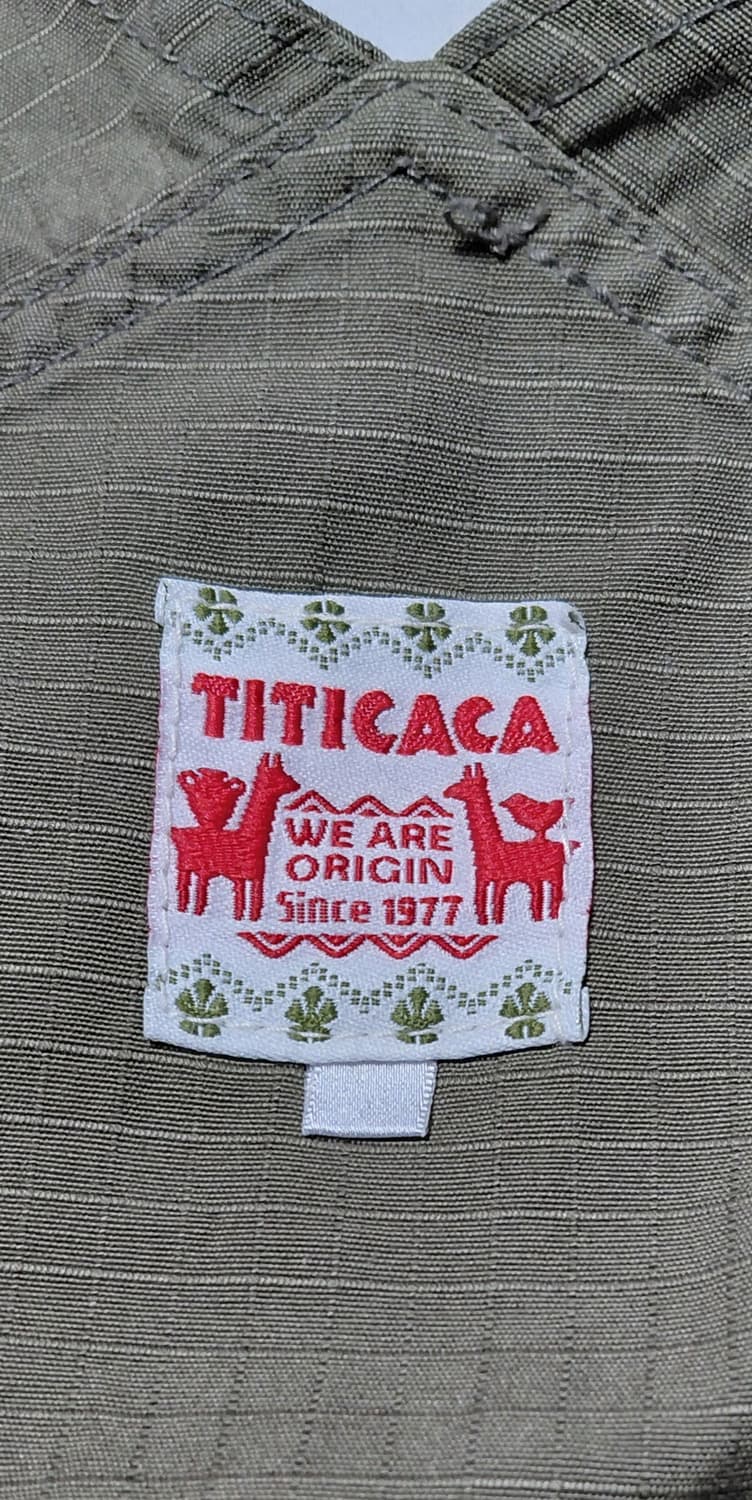 TITICACA
WE ARE
ORIGIN
Since 1977